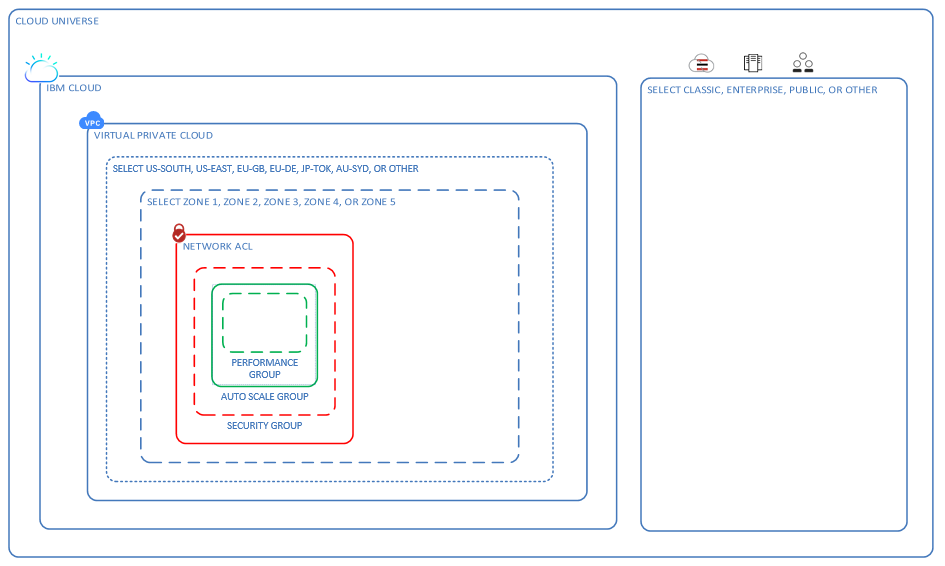 CLOUD UNIVERSE
IBM CLOUD
SELECT CLASSIC, ENTERPRISE, PUBLIC, OR OTHER
VPC
VIRTUAL PRIVATE CLOUD
SELECT US-SOUTH, US-EAST, EU-GB, EU-DE, JP-TOK, AU-SYD, OR OTHER
SELECT ZONE 1, ZONE 2, ZONE 3, ZONE 4, OR ZONE 5
NETWORK ACL
PERFORMANCE
GROUP
AUTO SCALE GROUP
SECURITY GROUP